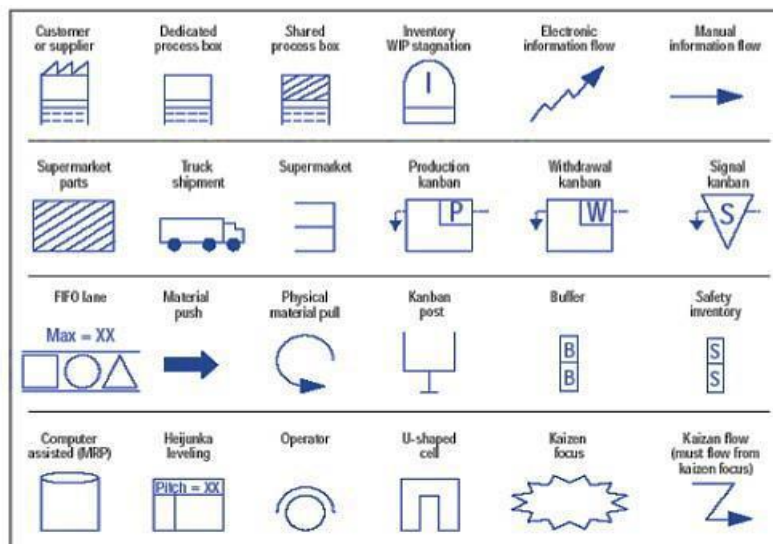 Customer
or supplier
Dedicated
process box
Shared
process box
Inventory
WIP stagnation
Electronic
information flow
Manual
information flow
I
Supermarket
parts
Truck
shipment
Supermarket
Production
kanban
Withdrawal
kanban
Signal
kanban
P
W
S
FIFO lane
Material
push
Physical
material pull
Kanban
post
Buffer
Safety
inventory
Max = XX
B
B
S
S
Computer
assisted (MRP)
Heijunka
leveling
Operator
U-shaped
cell
Kaizen
focus
Kaizan flow
(must flow from
kaizen focus)
Pitch = XX